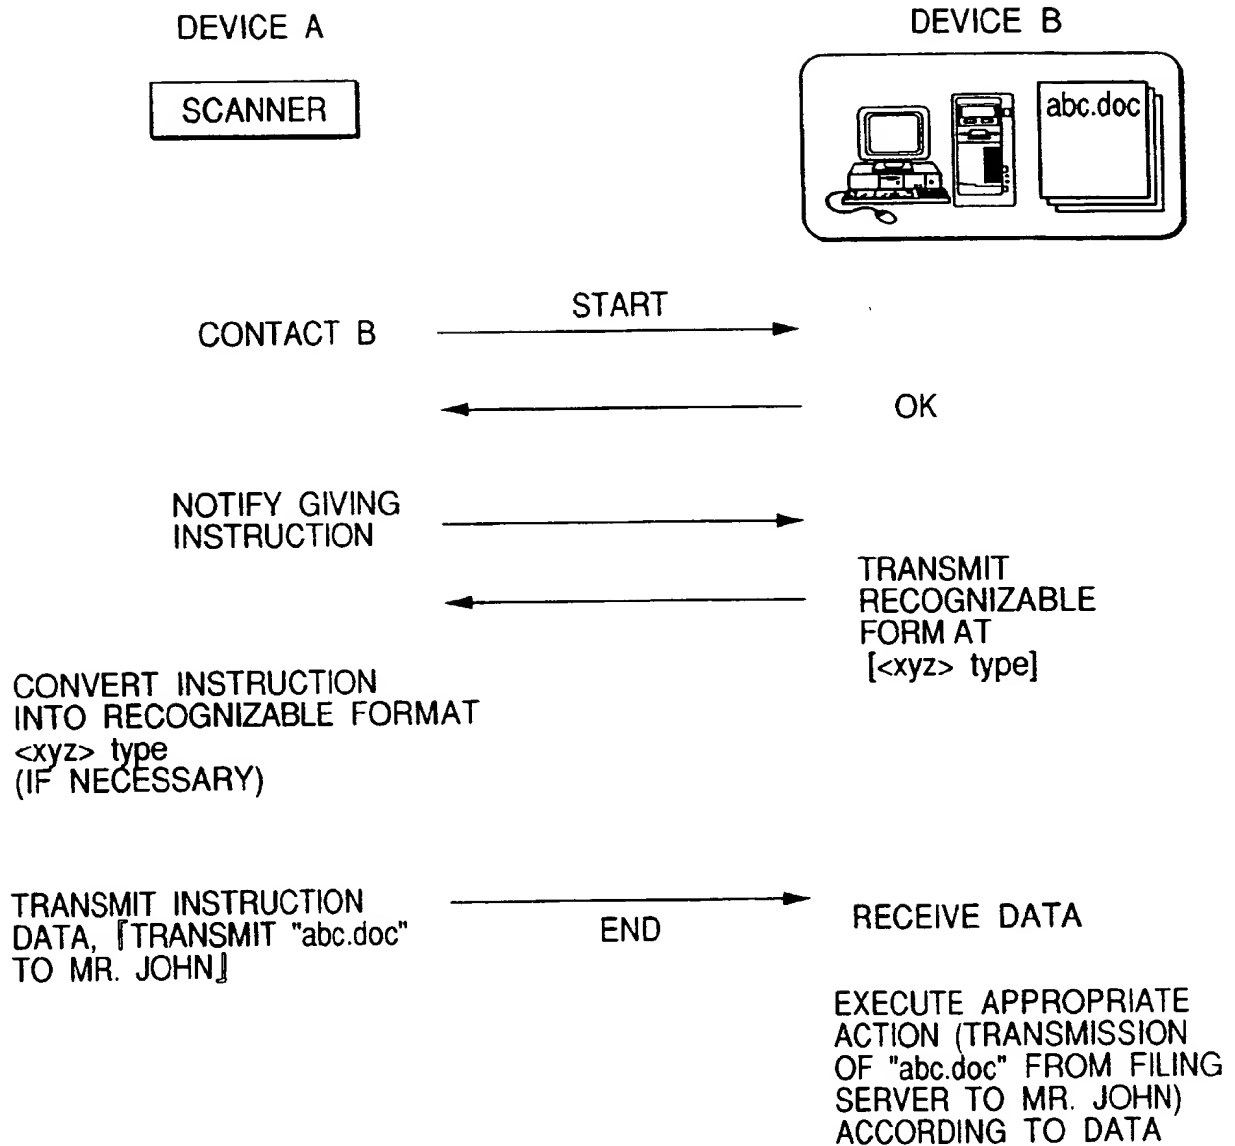 DEVICE A
DEVICE B
SCANNER
abc.doc
START
CONTACT B
OK
NOTIFY GIVING
INSTRUCTION
TRANSMIT
RECOGNIZABLE
FORM AT
[<xyz> type]
CONVERT INSTRUCTION
INTO RECOGNIZABLE FORMAT
<xyz> type
(IF NECESSARY)
TRANSMIT INSTRUCTION
DATA, 『TRANSMIT "abc.doc"
TO MR. JOHN』
END
RECEIVE DATA
EXECUTE APPROPRIATE
ACTION (TRANSMISSION
OF "abc.doc" FROM FILING
SERVER TO MR. JOHN)
ACCORDING TO DATA